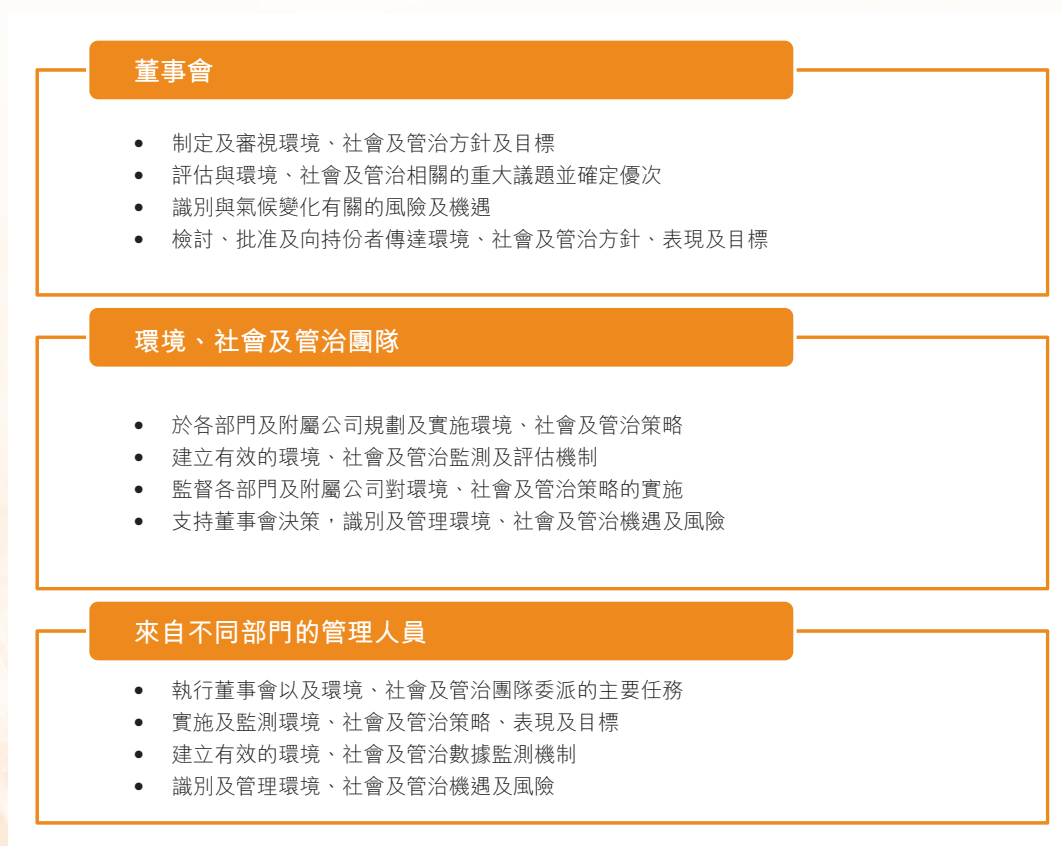 董事會
• 制定及審視環境、社會及管治方針及目標
• 評估與環境、社會及管治相關的重大議題並確定優次
• 識別與氣候變化有關的風險及機遇
• 檢討、批准及向持份者傳達環境、社會及管治方針、表現及目標
環境、社會及管治團隊
• 於各部門及附屬公司規劃及實施環境、社會及管治策略
• 建立有效的環境、社會及管治監測及評估機制
• 監督各部門及附屬公司對環境、社會及管治策略的實施
• 支持董事會決策，識別及管理環境、社會及管治機遇及風險
來自不同部門的管理人員
• 執行董事會以及環境、社會及管治團隊委派的主要任務
• 實施及監測環境、社會及管治策略、表現及目標
• 建立有效的環境、社會及管治數據監測機制
• 識別及管理環境、社會及管治機遇及風險